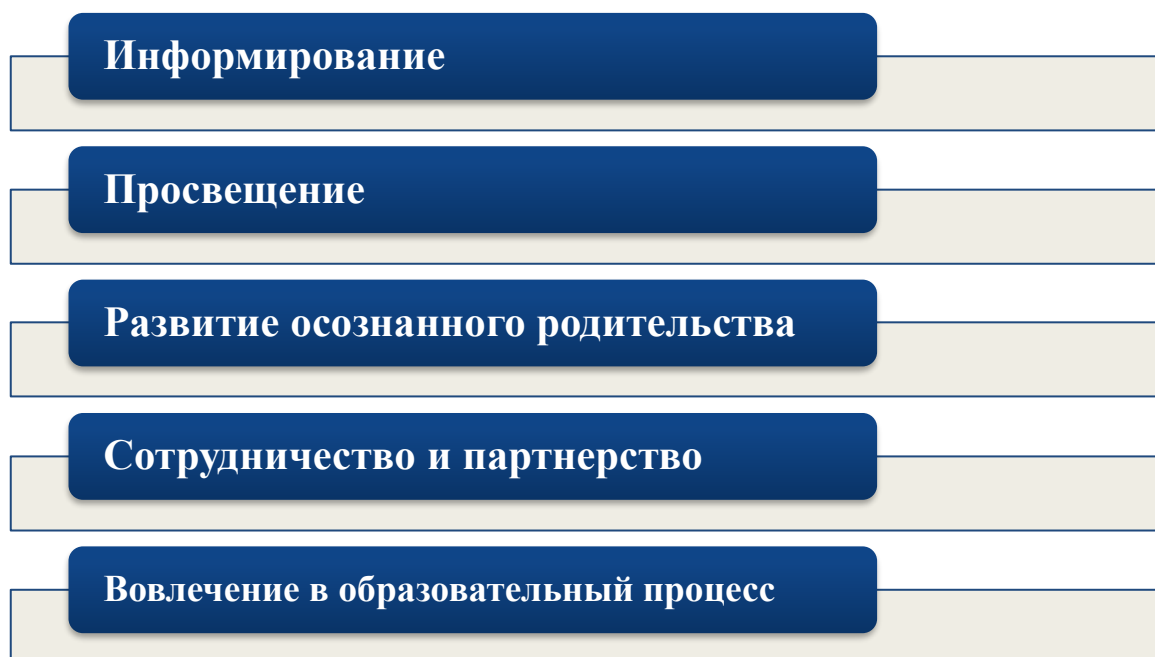 Информирование
Просвещение
Развитие осознанного родительства
Сотрудничество и партнерство
Вовлечение в образовательный процесс